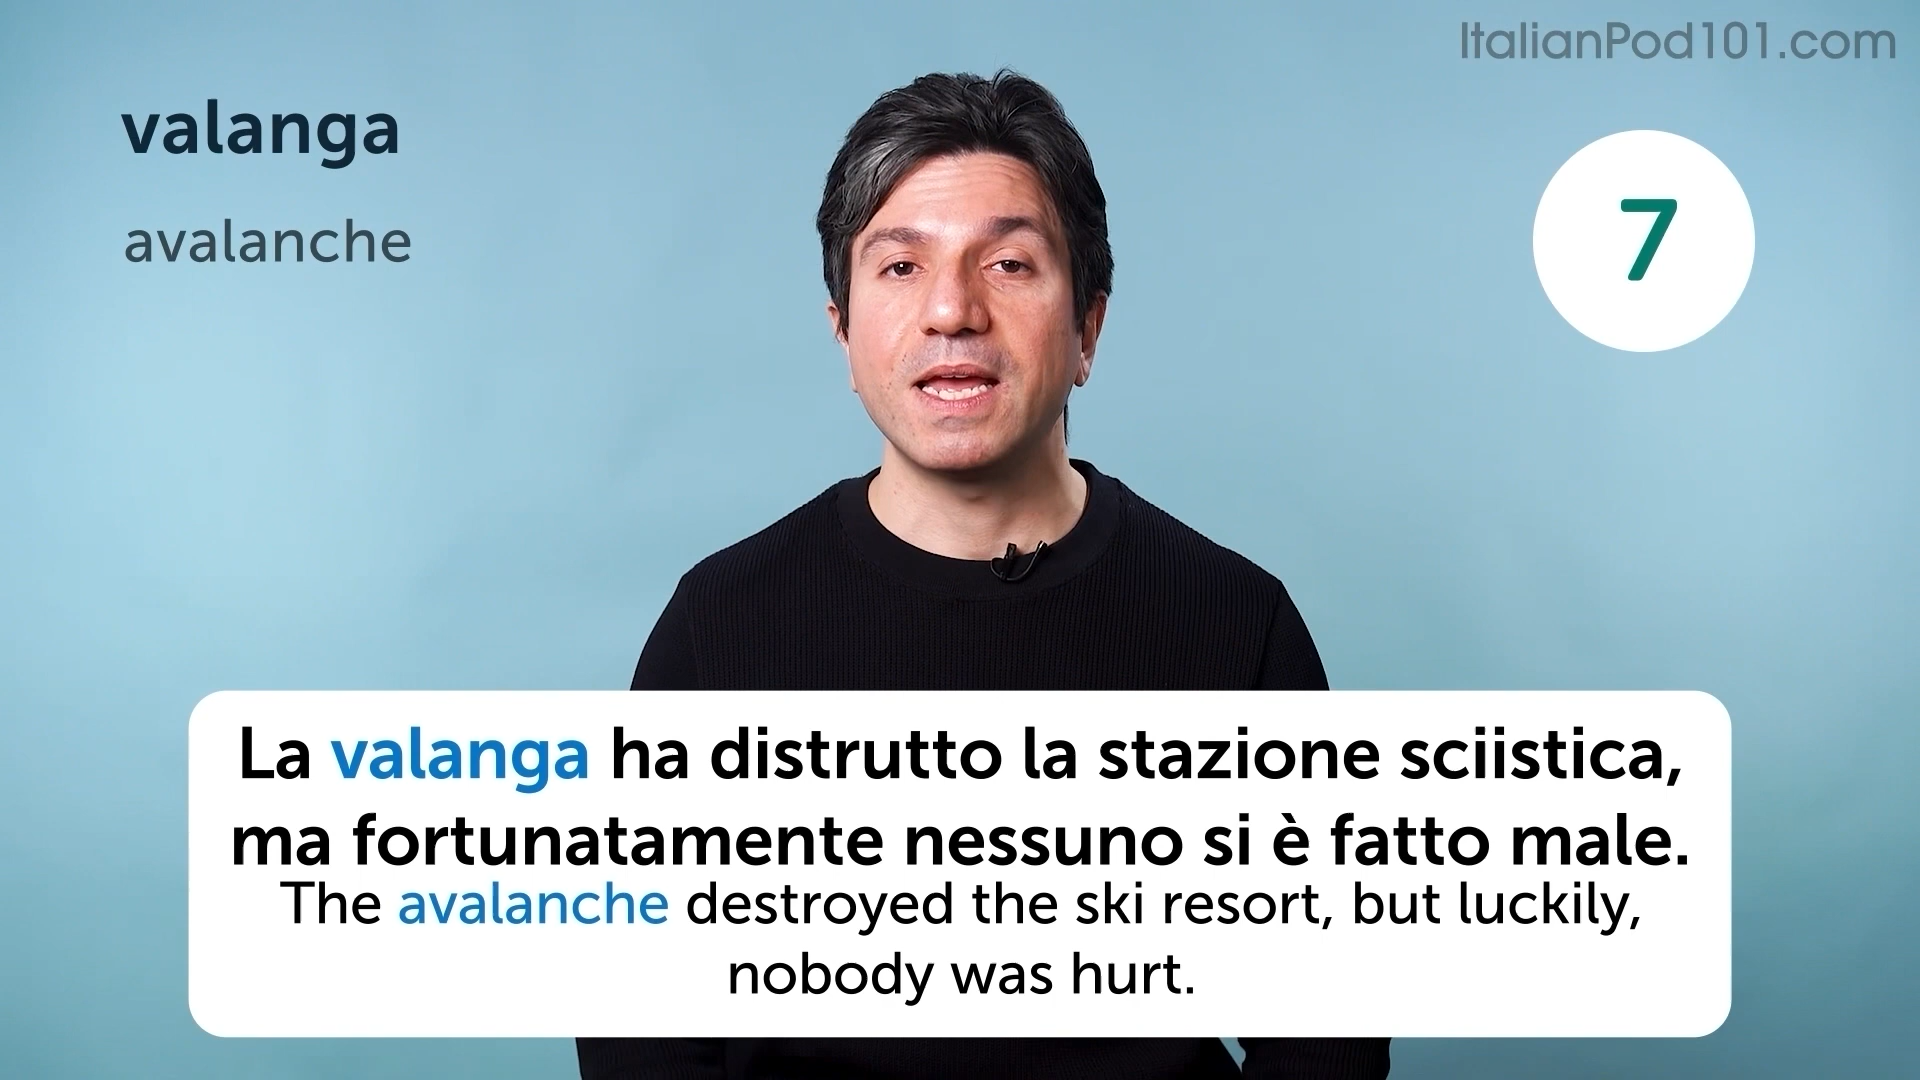 ItalianPod101.com
valanga
avalanche
7
La valanga ha distrutto la stazione sciistica,
ma fortunatamente nessuno si è fatto male.
The avalanche destroyed the ski resort, but luckily,
nobody was hurt.